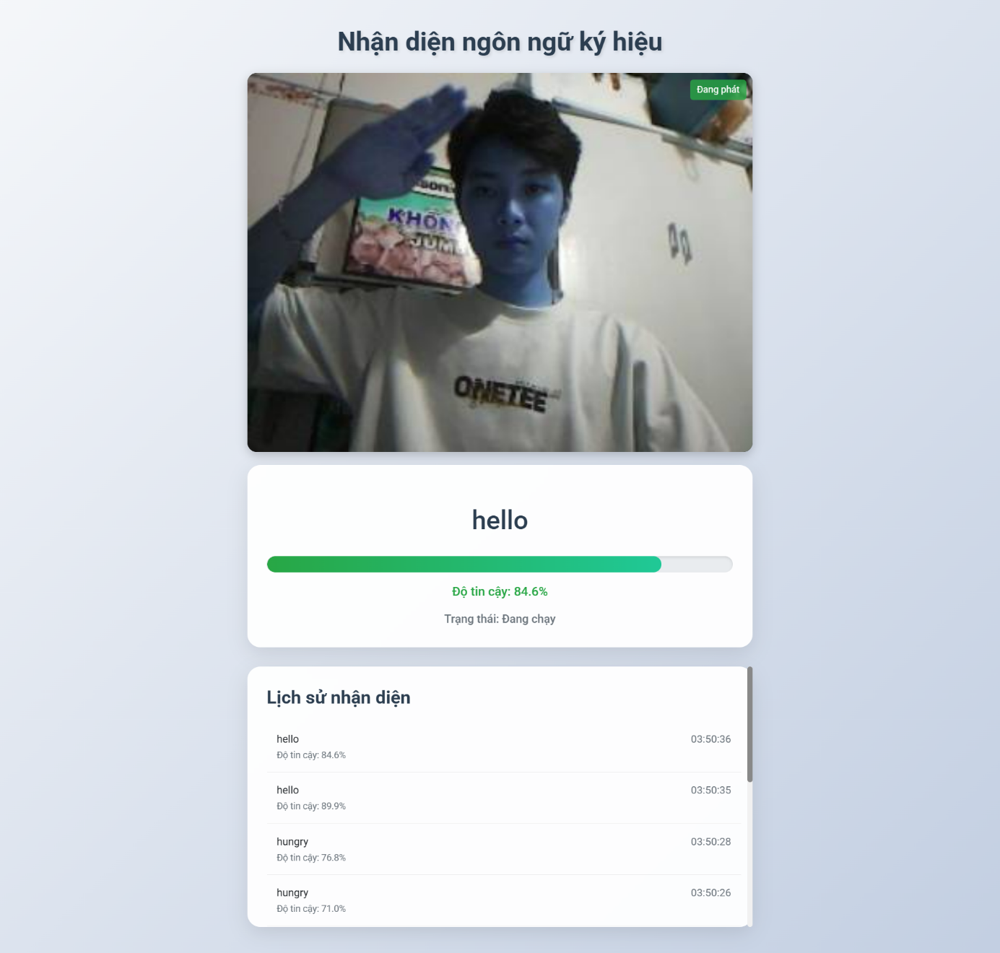 Nhận diện ngôn ngữ ký hiệu
Đang phát
KHÔN
JUM
ONETEE
hello
Độ tin cậy: 84.6%
Trạng thái: Đang chạy
Lịch sử nhận diện
hello 03:50:36
Độ tin cậy: 84.6%
hello 03:50:35
Độ tin cậy: 89.9%
hungry 03:50:28
Độ tin cậy: 76.8%
hungry 03:50:26
Độ tin cậy: 71.0%